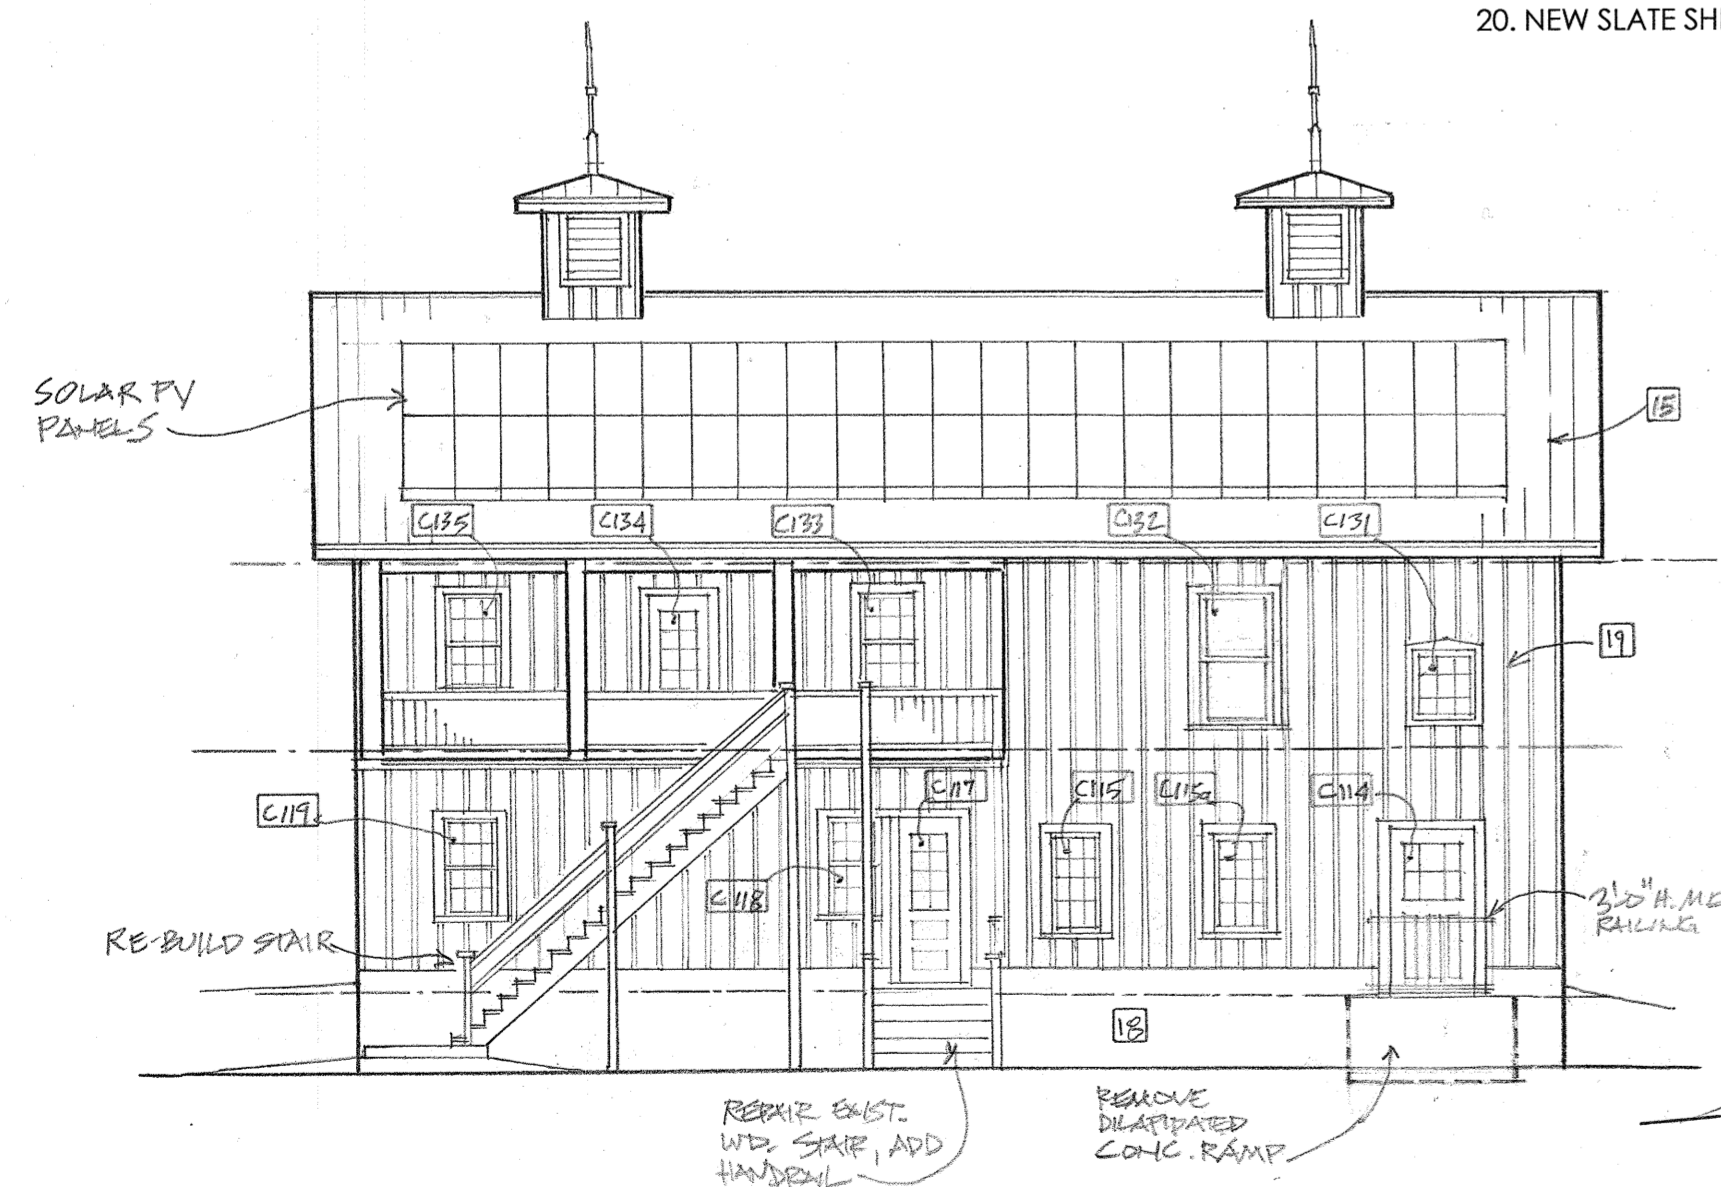 20. NEW SLATE SH
SOLAR PV
PANELS
15
C135
C134
C133
C132
C131
19
C119
C117
C115
C115a
C114
C118
3'-0" H. M
RAILING
RE-BUILD STAIR
18
REPAIR EXIST.
WD. STAIR, ADD
HANDRAIL
REMOVE
DILAPIDATED
CONC. RAMP